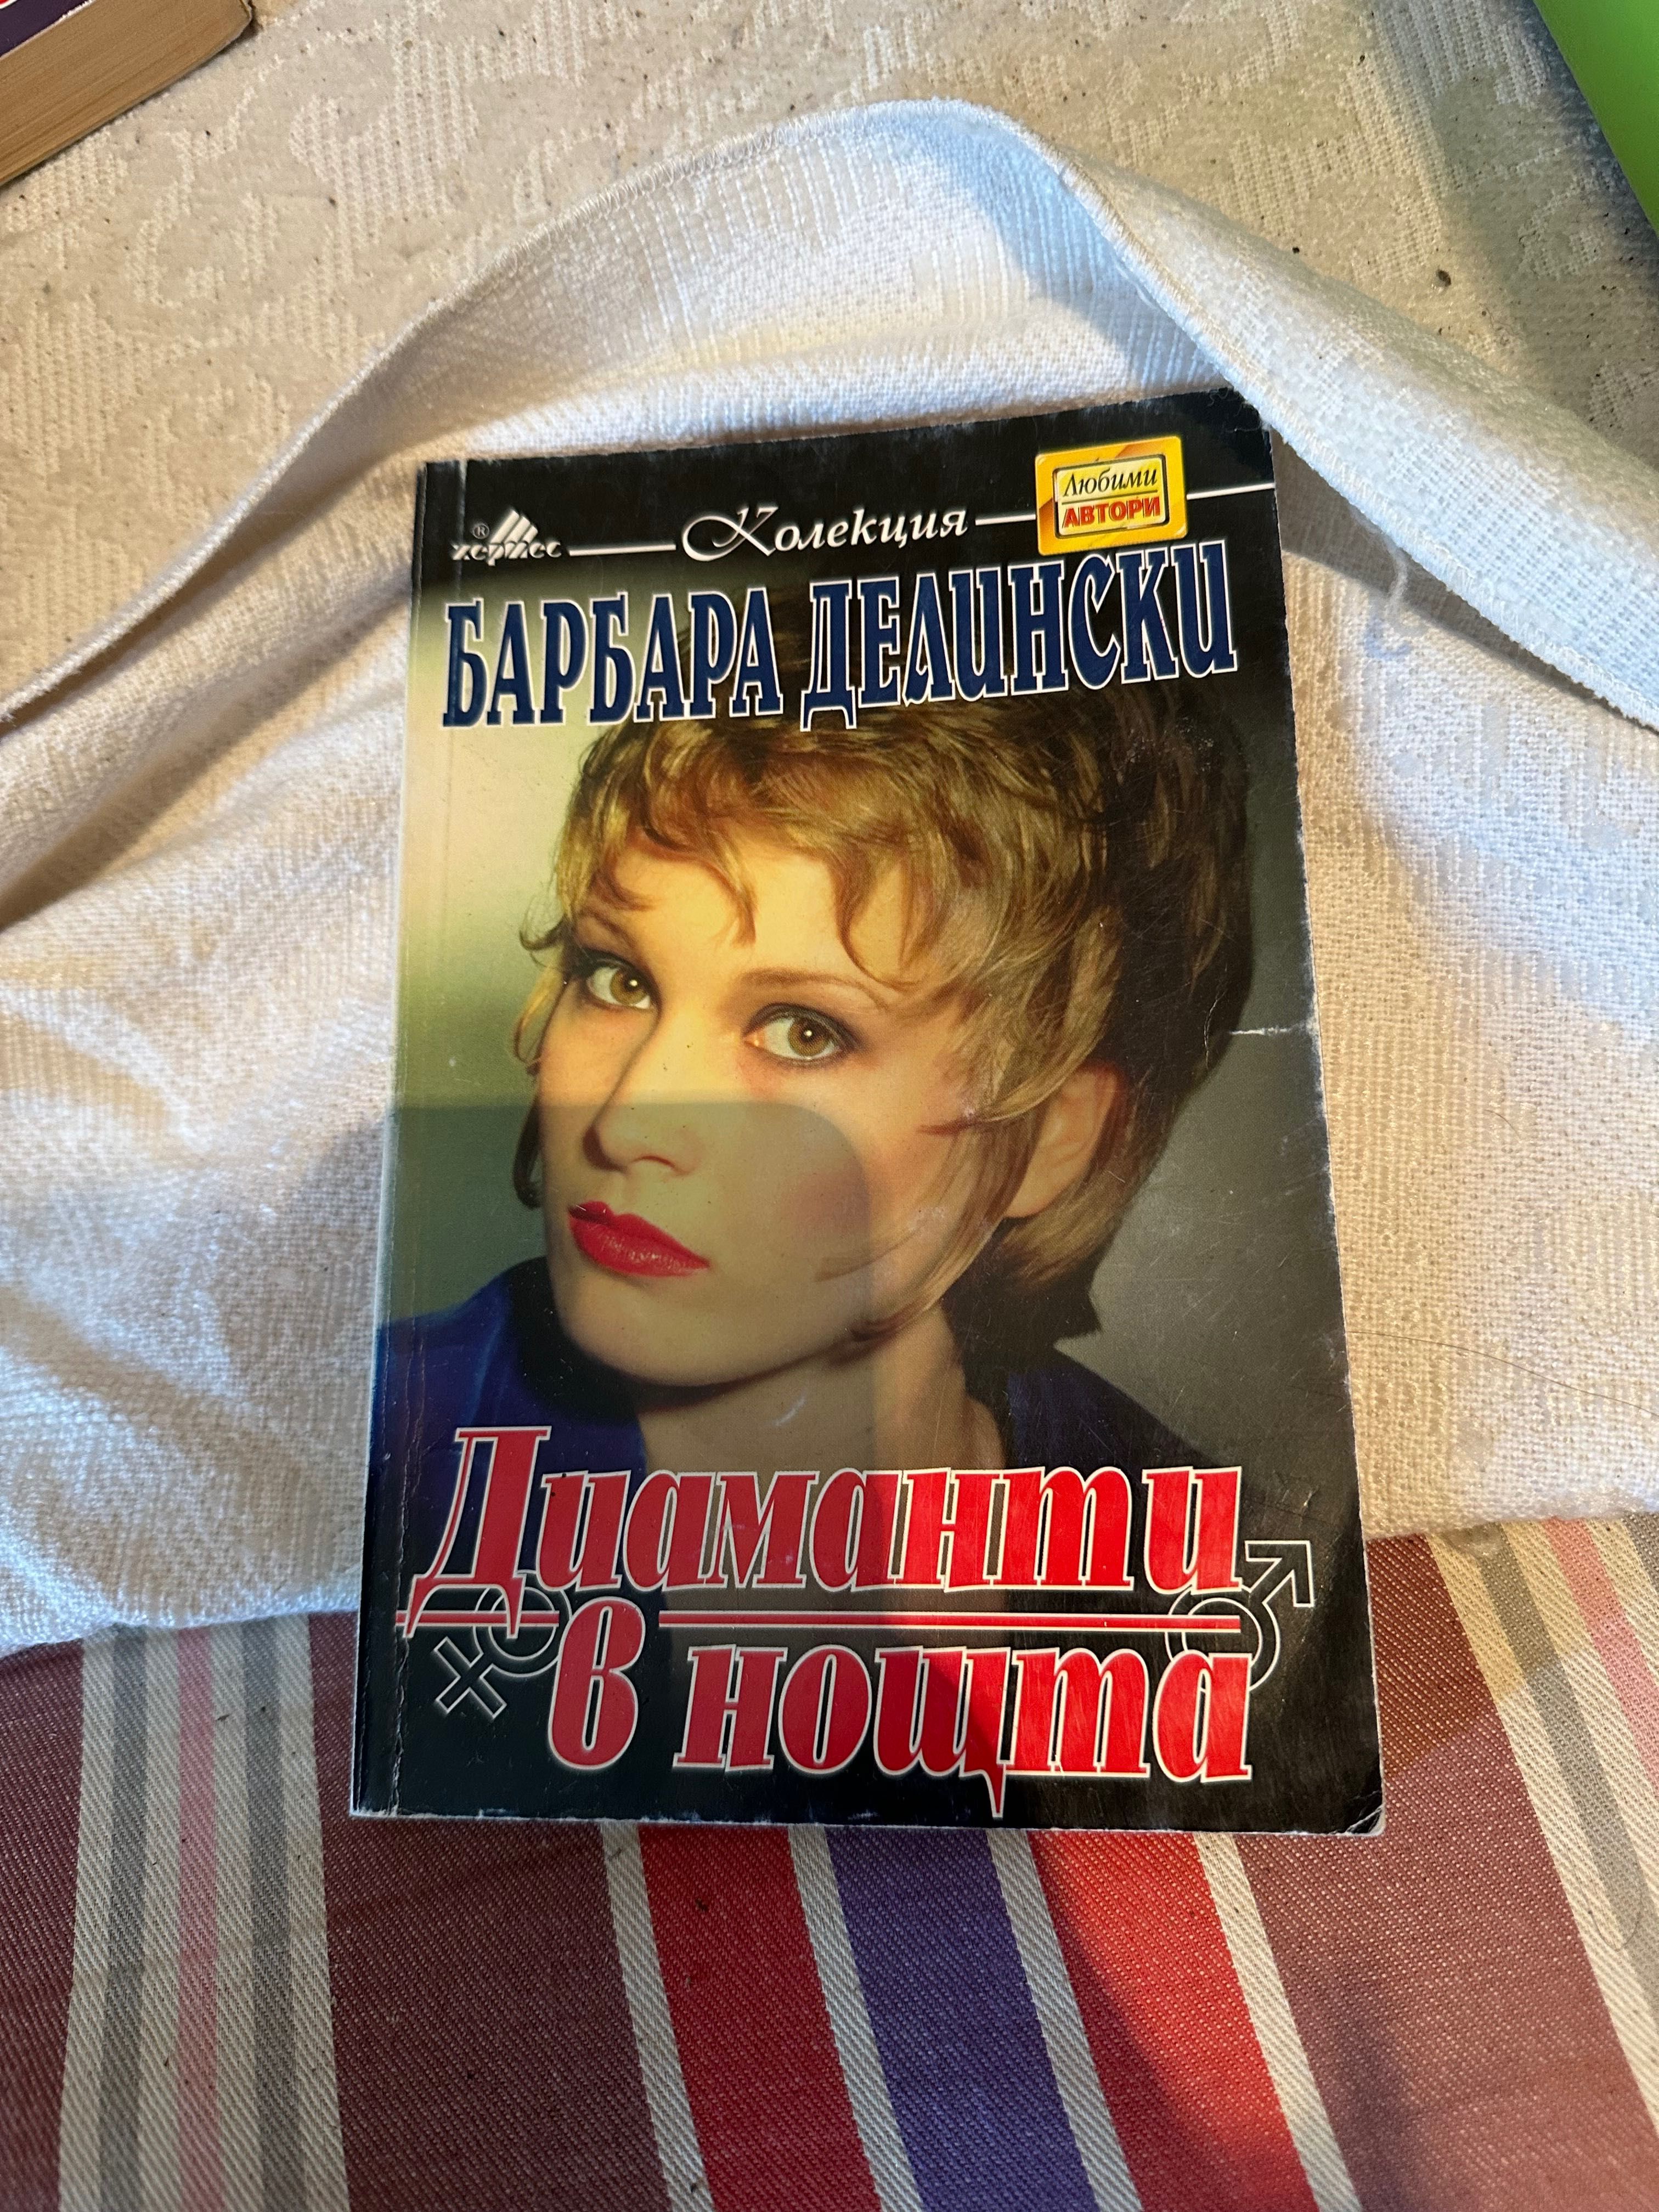 ® хермес
Колекция
Любими
АВТОРИ
БАРБАРА ДЕЛИНСКИ
Диаманти
в нощта